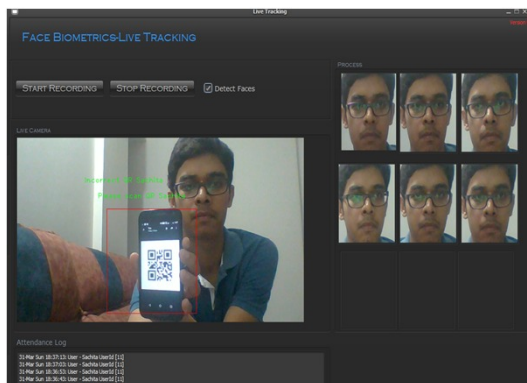 Live Tracking
FACE BIOMETRICS-LIVE TRACKING
PROCESS
START RECORDING
STOP RECORDING
Detect Faces
LIVE CAMERA
Attendance Log
31-Mar Sun 18:37:13: User - Sachita UserId [11]
31-Mar Sun 18:37:03: User - Sachita UserId [11]
31-Mar Sun 18:36:53: User - Sachita UserId [11]
31-Mar Sun 18:36:43: User - Sachita UserId [11]